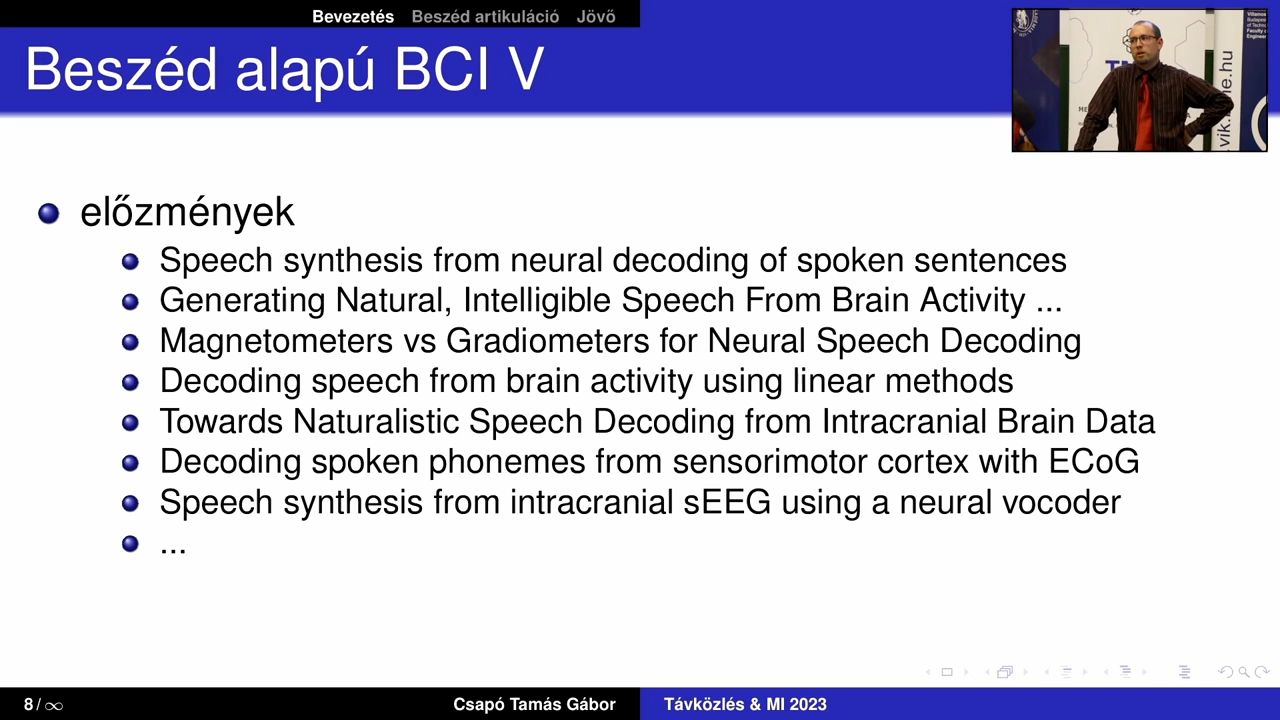 Bevezetés Beszéd artikuláció Jövő
Beszéd alapú BCI V
vik.
me.hu
előzmények
Speech synthesis from neural decoding of spoken sentences
Generating Natural, Intelligible Speech From Brain Activity ...
Magnetometers vs Gradiometers for Neural Speech Decoding
Decoding speech from brain activity using linear methods
Towards Naturalistic Speech Decoding from Intracranial Brain Data
Decoding spoken phonemes from sensorimotor cortex with ECoG
Speech synthesis from intracranial sEEG using a neural vocoder
...
8 / ∞ Csapó Tamás Gábor Távközlés & MI 2023